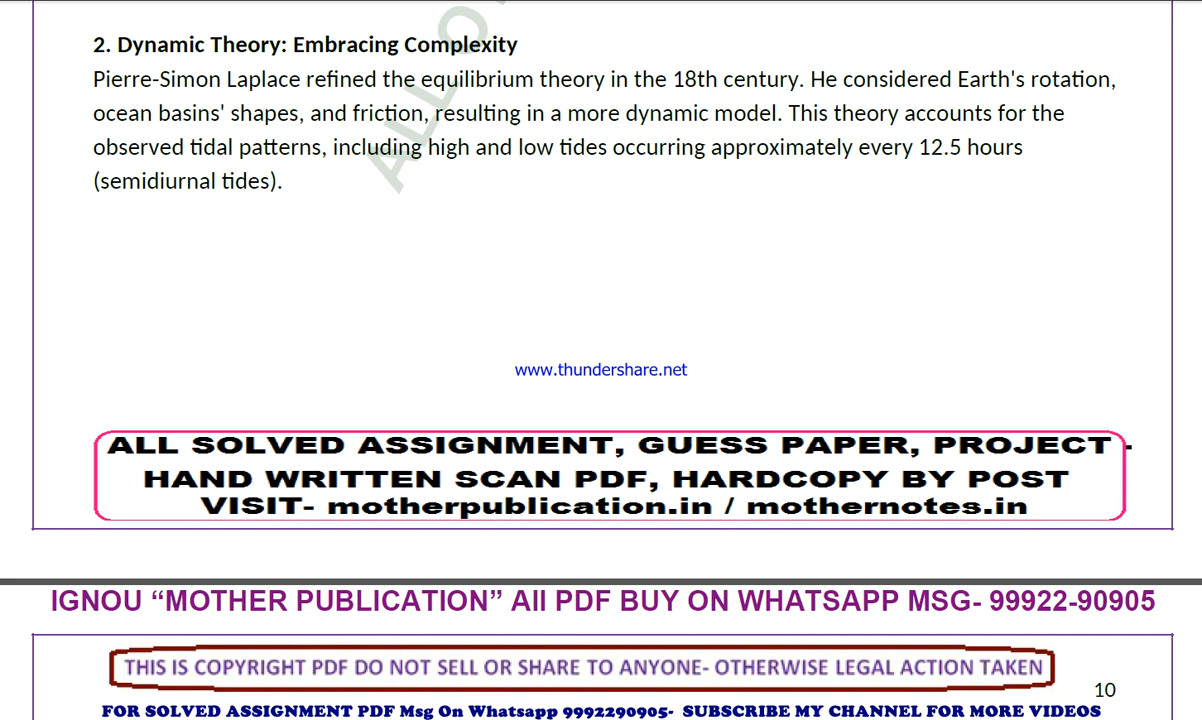 2. Dynamic Theory: Embracing Complexity
Pierre-Simon Laplace refined the equilibrium theory in the 18th century. He considered Earth's rotation,
ocean basins' shapes, and friction, resulting in a more dynamic model. This theory accounts for the
observed tidal patterns, including high and low tides occurring approximately every 12.5 hours
(semidiurnal tides).
www.thundershare.net
ALL SOLVED ASSIGNMENT, GUESS PAPER, PROJECT -
HAND WRITTEN SCAN PDF, HARDCOPY BY POST
VISIT- motherpublication.in / mothernotes.in
IGNOU “MOTHER PUBLICATION” All PDF BUY ON WHATSAPP MSG- 99922-90905
THIS IS COPYRIGHT PDF DO NOT SELL OR SHARE TO ANYONE- OTHERWISE LEGAL ACTION TAKEN
10
FOR SOLVED ASSIGNMENT PDF Msg On Whatsapp 9992290905- SUBSCRIBE MY CHANNEL FOR MORE VIDEOS